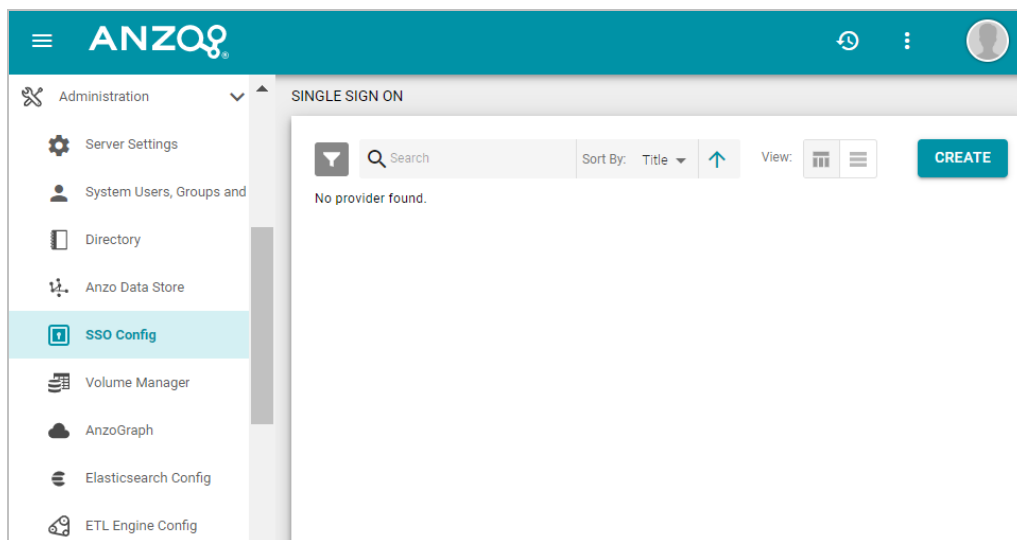 ANZO®
Administration
SINGLE SIGN ON
Server Settings
Search
Sort By: Title
View:
CREATE
System Users, Groups and
No provider found.
Directory
Anzo Data Store
SSO Config
Volume Manager
AnzoGraph
Elasticsearch Config
ETL Engine Config